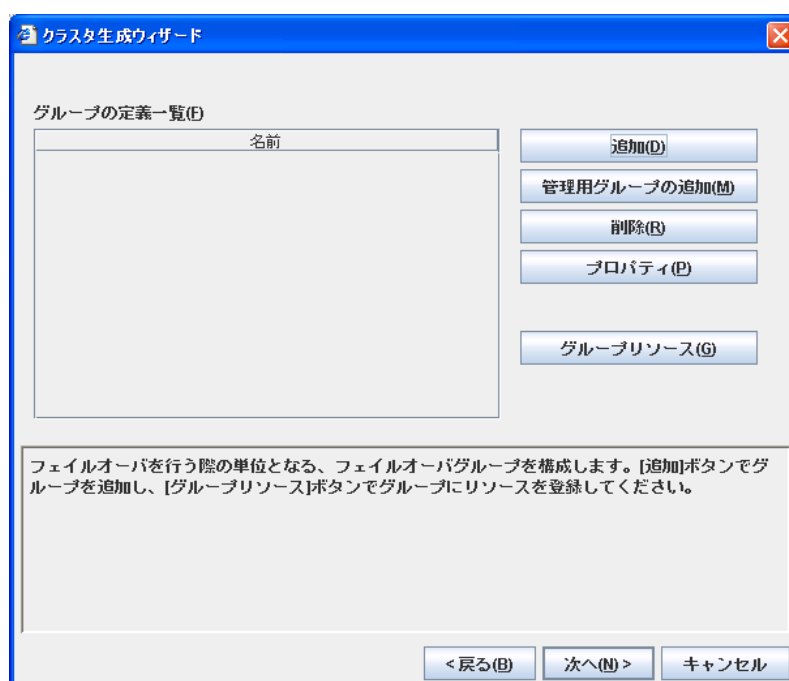 クラスタ生成ウィザード
グループの定義一覧(F)
名前
追加(D)
管理用グループの追加(M)
削除(R)
プロパティ(P)
グループリソース(G)
フェイルオーバを行う際の単位となる、フェイルオーバグループを構成します。[追加]ボタンでグ
ループを追加し、[グループリソース]ボタンでグループにリソースを登録してください。
<戻る(B)
次へ(N)>
キャンセル